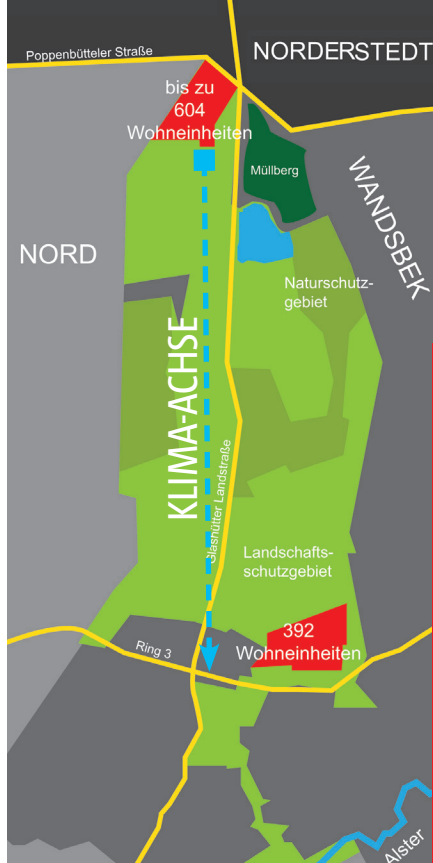 Poppenbütteler Straße
NORDERSTEDT
bis zu
604
Wohneinheiten
Müllberg
WANDSBEK
NORD
Naturschutz-
gebiet
KLIMA-ACHSE
Glashütter Landstraße
Landschafts-
schutzgebiet
392
Wohneinheiten
Ring 3
Alster